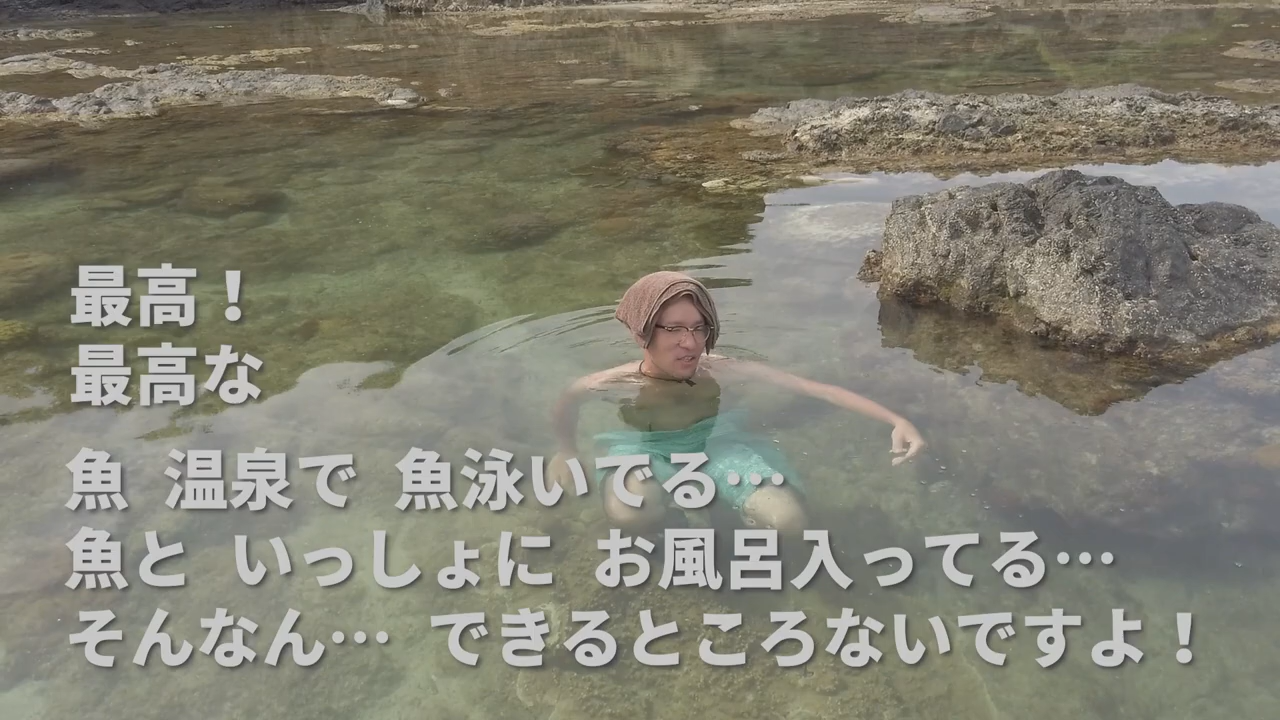 最高！
最高な
魚 温泉で 魚泳いでる…
魚と いっしょに お風呂入ってる…
そんなん… できるところないですよ！